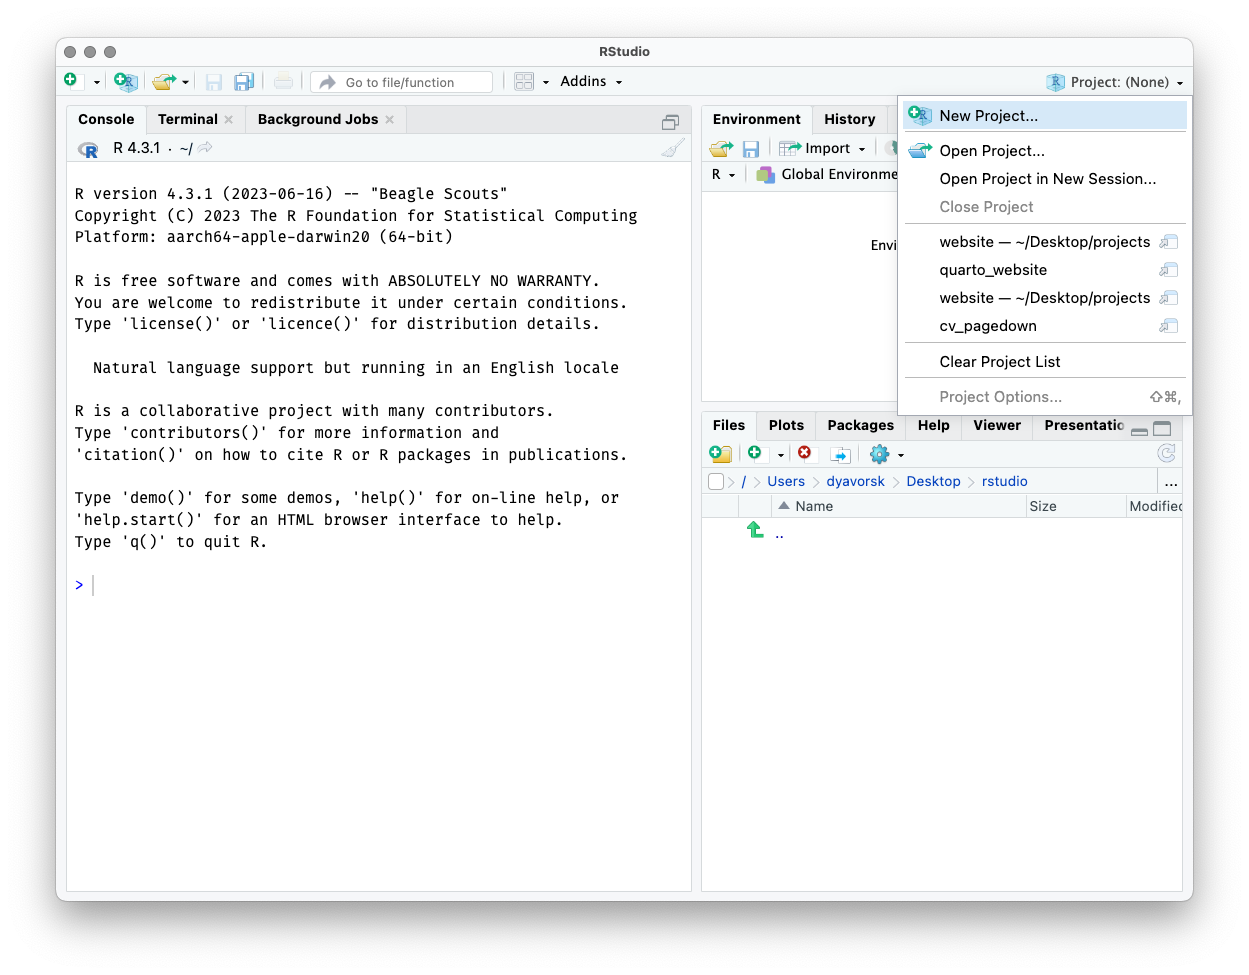 RStudio
Go to file/function
Addins
Project: (None)
Console
Terminal
Background Jobs
R 4.3.1 · ~/
R version 4.3.1 (2023-06-16) -- "Beagle Scouts"
Copyright (C) 2023 The R Foundation for Statistical Computing
Platform: aarch64-apple-darwin20 (64-bit)
R is free software and comes with ABSOLUTELY NO WARRANTY.
You are welcome to redistribute it under certain conditions.
Type 'license()' or 'licence()' for distribution details.
Natural language support but running in an English locale
R is a collaborative project with many contributors.
Type 'contributors()' for more information and
'citation()' on how to cite R or R packages in publications.
Type 'demo()' for some demos, 'help()' for on-line help, or
'help.start()' for an HTML browser interface to help.
Type 'q()' to quit R.
>
Environment
History
Import
R
Global Environme
Envi
New Project...
Open Project...
Open Project in New Session...
Close Project
website — ~/Desktop/projects
quarto_website
website — ~/Desktop/projects
cv_pagedown
Clear Project List
Project Options... ⇧⌘,
Files
Plots
Packages
Help
Viewer
Presentatio
/ Users dyavorsk Desktop rstudio ...
Name
Size
Modified
..